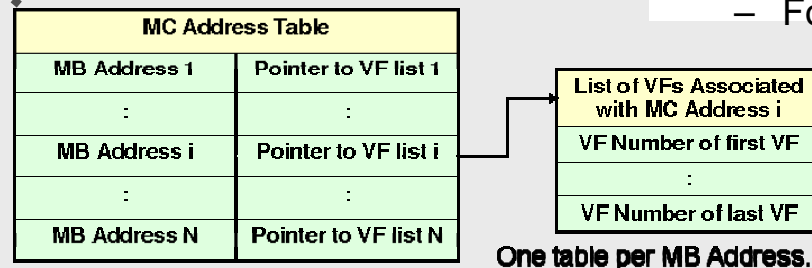 – Fo
MC Address Table
MB Address 1 Pointer to VF list 1
: :
MB Address i Pointer to VF list i
: :
MB Address N Pointer to VF list N
List of VFs Associated
with MC Address i
VF Number of first VF
:
VF Number of last VF
One table per MB Address.